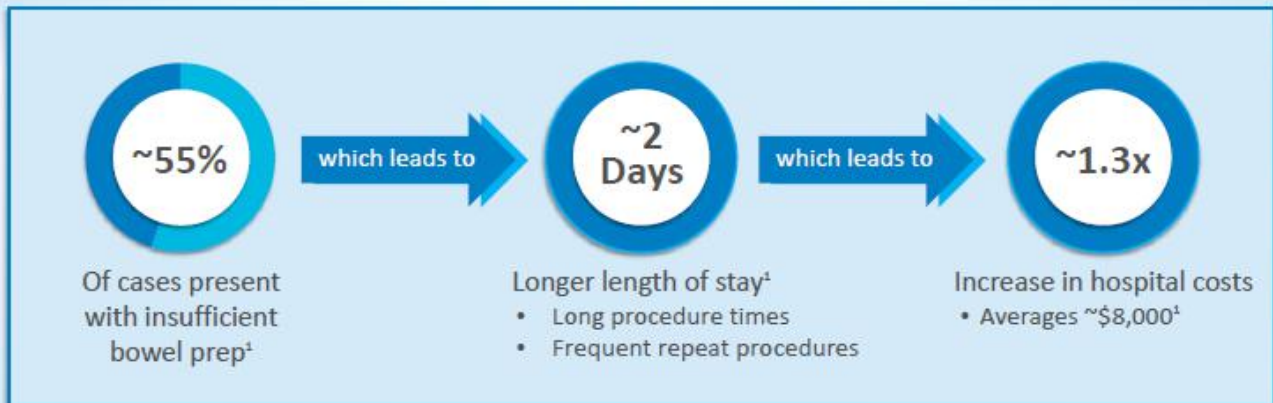 ~55%
which leads to
~2
Days
which leads to
~1.3x
Of cases present
with insufficient
bowel prep¹
Longer length of stay¹
• Long procedure times
• Frequent repeat procedures
Increase in hospital costs
• Averages ~$8,000¹